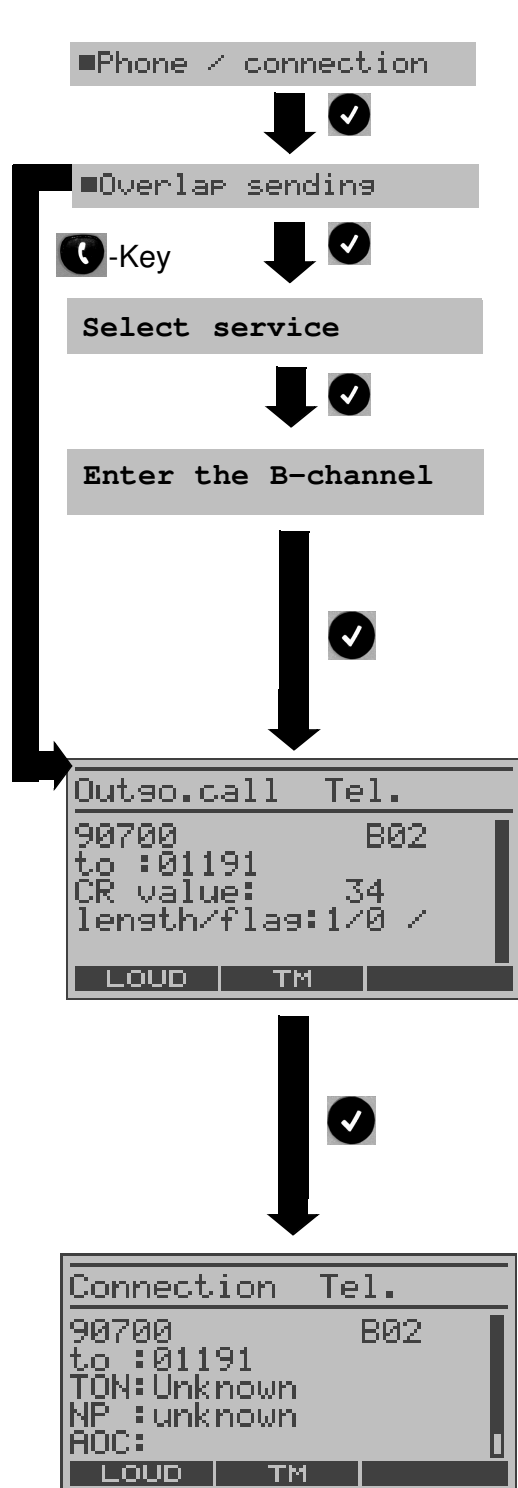 ■Phone / connection
■Overlap sending
-Key
Select service
Enter the B-channel
Outgo.call Tel.
90700 B02
to :01191
CR value: 34
length/flag:1/0 /
LOUD TM
Connection Tel.
90700 B02
to :01191
TON:Unknown
NP :unknown
AOC:
LOUD TM